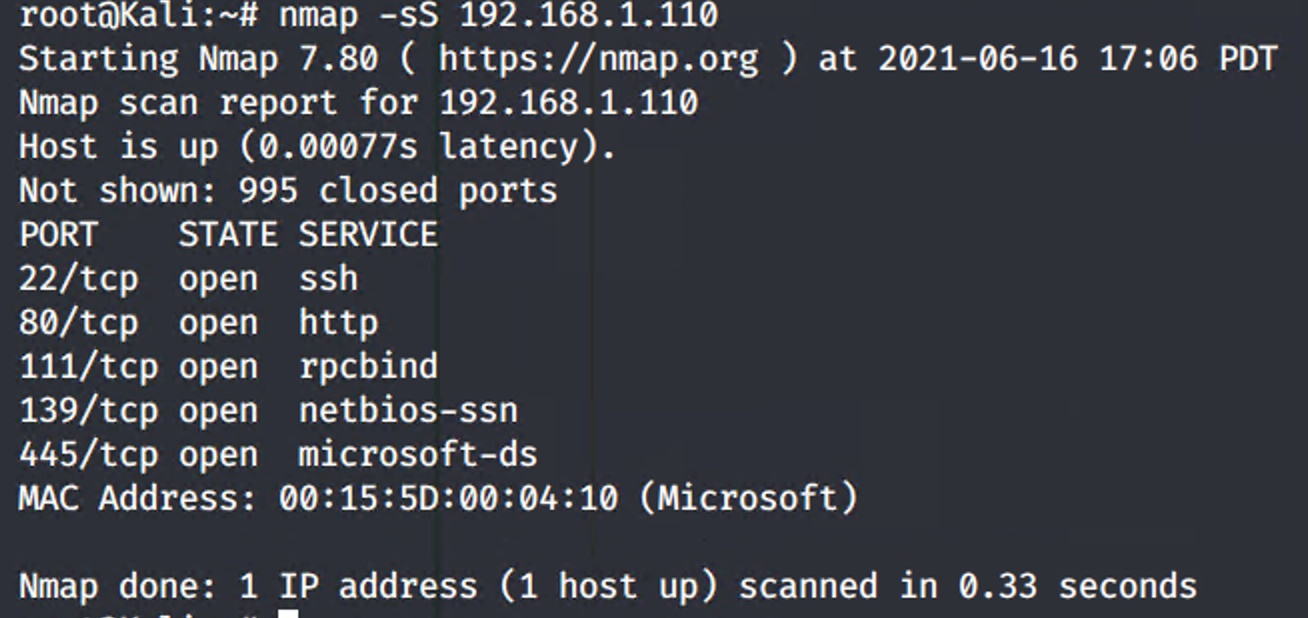 root@Kali:~# nmap -sS 192.168.1.110
Starting Nmap 7.80 ( https://nmap.org ) at 2021-06-16 17:06 PDT
Nmap scan report for 192.168.1.110
Host is up (0.00077s latency).
Not shown: 995 closed ports
PORT    STATE SERVICE
22/tcp  open  ssh
80/tcp  open  http
111/tcp open  rpcbind
139/tcp open  netbios-ssn
445/tcp open  microsoft-ds
MAC Address: 00:15:5D:00:04:10 (Microsoft)

Nmap done: 1 IP address (1 host up) scanned in 0.33 seconds